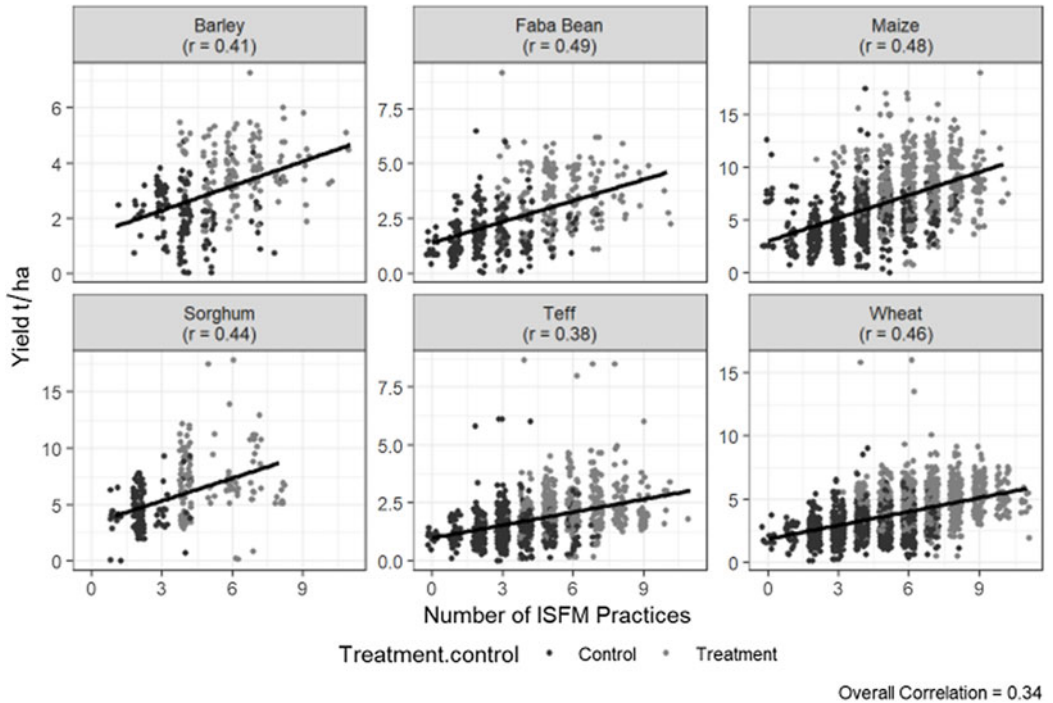 Barley
(r = 0.41)
Faba Bean
(r = 0.49)
Maize
(r = 0.48)
6
4
2
0
7.5
5.0
2.5
0.0
15
10
5
0
Yield t/ha
Sorghum
(r = 0.44)
Teff
(r = 0.38)
Wheat
(r = 0.46)
15
10
5
0
7.5
5.0
2.5
0.0
15
10
5
0
0 3 6 9
0 3 6 9
0 3 6 9
Number of ISFM Practices
Treatment.control Control Treatment
Overall Correlation = 0.34